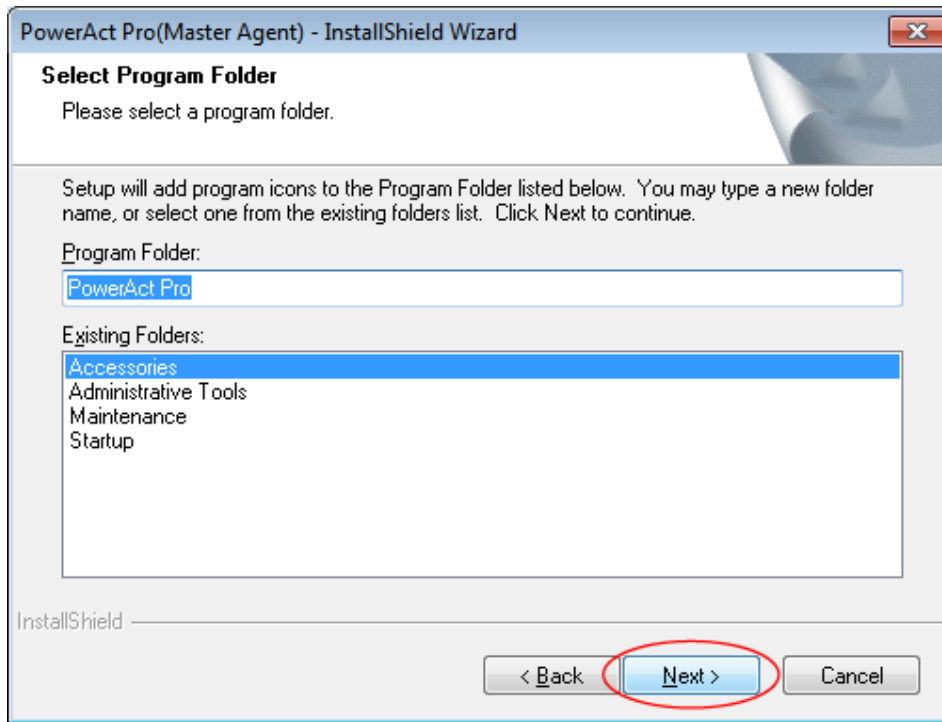 PowerAct Pro(Master Agent) - InstallShield Wizard
Select Program Folder
Please select a program folder.
Setup will add program icons to the Program Folder listed below.  You may type a new folder
name, or select one from the existing folders list.  Click Next to continue.
Program Folder:
PowerAct Pro
Existing Folders:
Accessories
Administrative Tools
Maintenance
Startup
InstallShield
< Back
Next >
Cancel